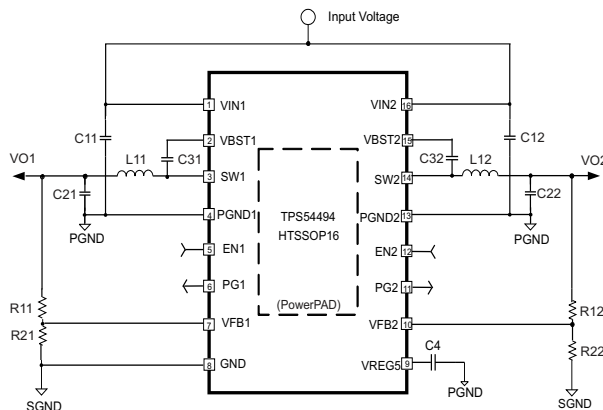 Input Voltage
1 VIN1
VIN2 16
C11
C12
2 VBST1
VBST2 15
VO1
L11
C31
C32
L12
VO2
3 SW1
SW2 14
C21
C22
4 PGND1
PGND2 13
TPS54494
HTSSOP16
PGND
PGND
5 EN1
EN2 12
6 PG1
PG2 11
(PowerPAD)
R11
R12
7 VFB1
VFB2 10
R21
R22
C4
8 GND
VREG5 9
PGND
SGND
SGND